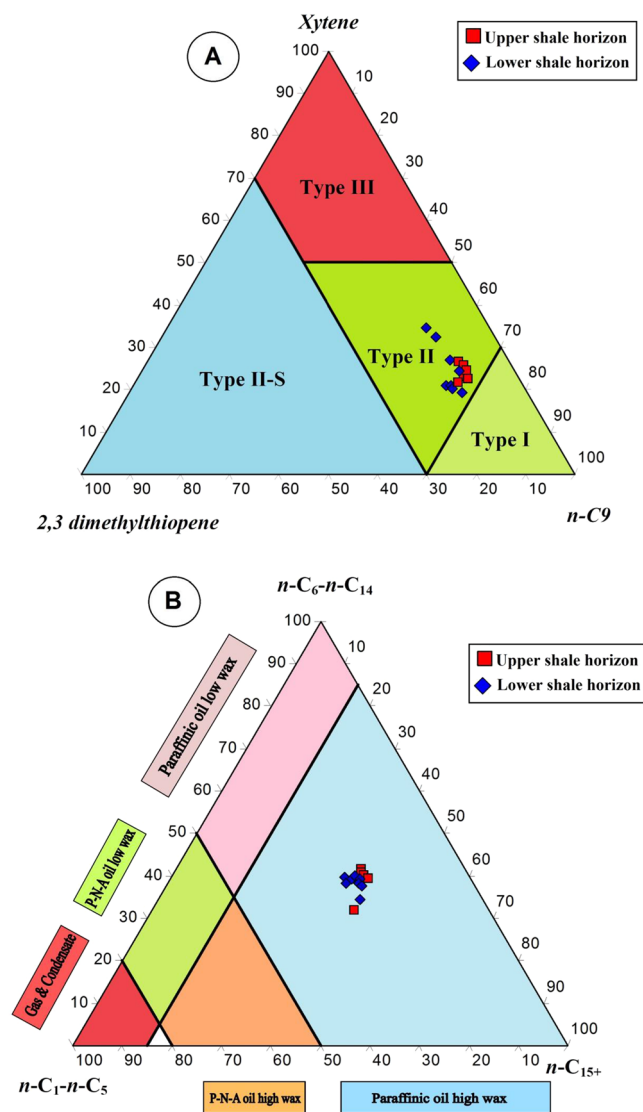 Xytene
A
Upper shale horizon
Lower shale horizon
100
90
80
70
60
50
40
30
20
10
10
20
30
40
50
60
70
80
90
100
Type III
Type II
Type II-S
Type I
100 90 80 70 60 50 40 30 20 10
2,3 dimethylthiopene
n-C9
B
n-C6-n-C14
Upper shale horizon
Lower shale horizon
100
90
80
70
60
50
40
30
20
10
10
20
30
40
50
60
70
80
90
100
Paraffinic oil low wax
P-N-A oil low wax
Gas & Condensate
100 90 80 70 60 50 40 30 20 10
n-C1-n-C5
n-C15+
P-N-A oil high wax
Paraffinic oil high wax